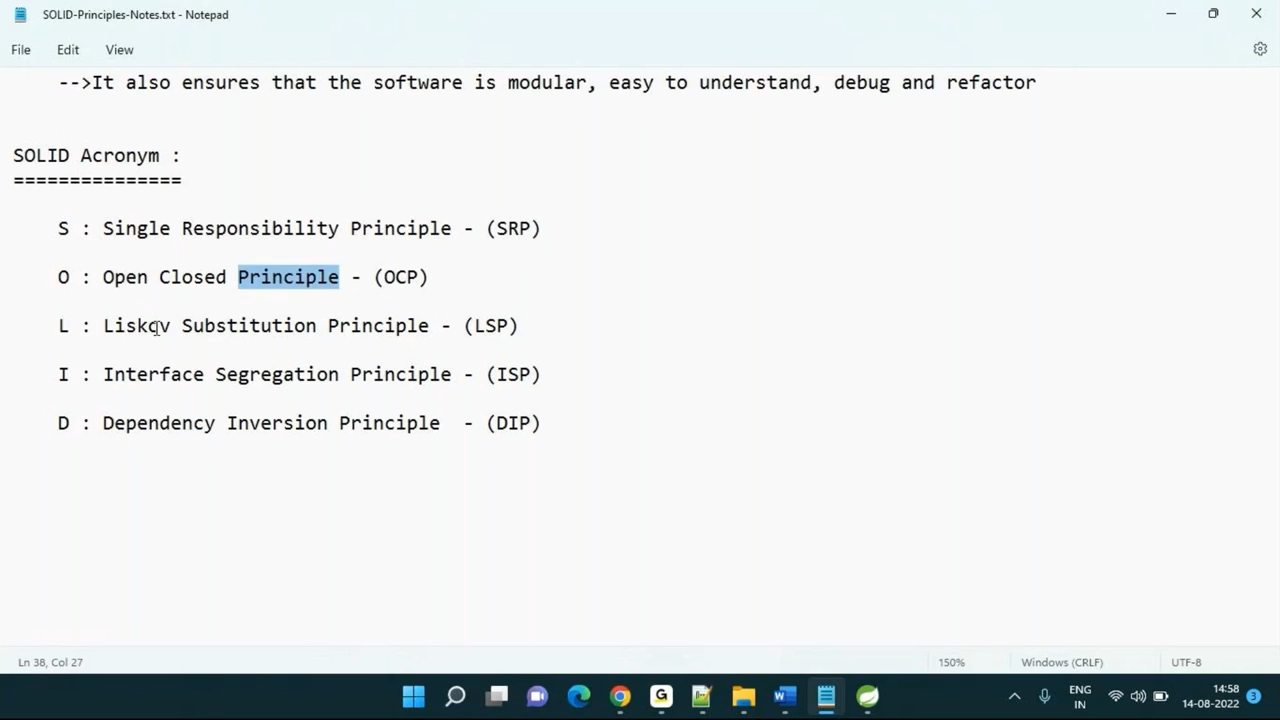 SOLID-Principles-Notes.txt - Notepad
File Edit View
-->It also ensures that the software is modular, easy to understand, debug and refactor
SOLID Acronym :
===============
S : Single Responsibility Principle - (SRP)
O : Open Closed Principle - (OCP)
L : Liskov Substitution Principle - (LSP)
I : Interface Segregation Principle - (ISP)
D : Dependency Inversion Principle  - (DIP)
Ln 38, Col 27 150% Windows (CRLF) UTF-8
ENG 14:58
IN 14-08-2022 3